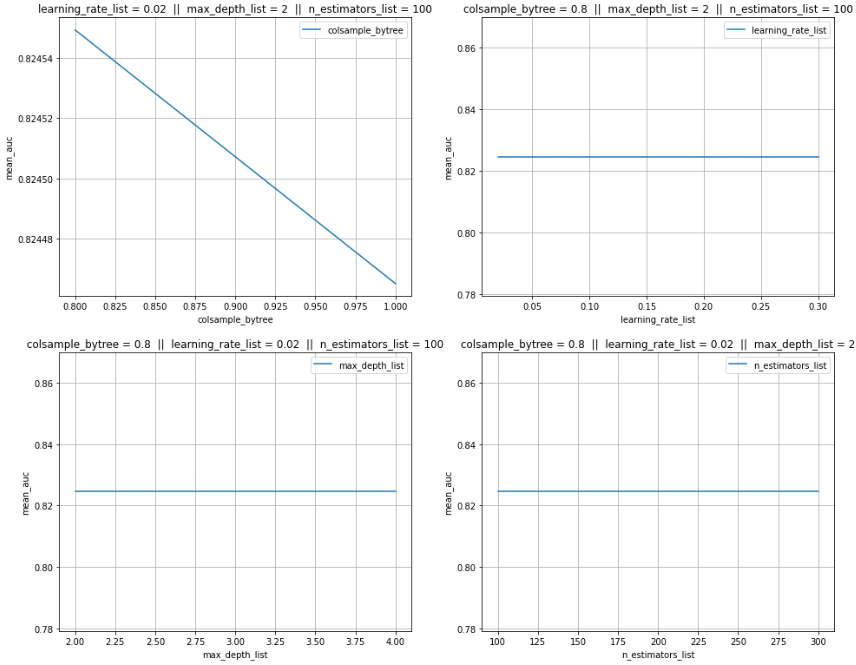 learning_rate_list = 0.02 || max_depth_list = 2 || n_estimators_list = 100
colsample_bytree
0.82454
0.82452
0.82450
0.82448
mean_auc
0.800 0.825 0.850 0.875 0.900 0.925 0.950 0.975 1.000
colsample_bytree
colsample_bytree = 0.8 || max_depth_list = 2 || n_estimators_list = 100
learning_rate_list
0.86
0.84
0.82
0.80
0.78
mean_auc
0.05 0.10 0.15 0.20 0.25 0.30
learning_rate_list
colsample_bytree = 0.8 || learning_rate_list = 0.02 || n_estimators_list = 100
max_depth_list
0.86
0.84
0.82
0.80
0.78
mean_auc
2.00 2.25 2.50 2.75 3.00 3.25 3.50 3.75 4.00
max_depth_list
colsample_bytree = 0.8 || learning_rate_list = 0.02 || max_depth_list = 2
n_estimators_list
0.86
0.84
0.82
0.80
0.78
mean_auc
100 125 150 175 200 225 250 275 300
n_estimators_list